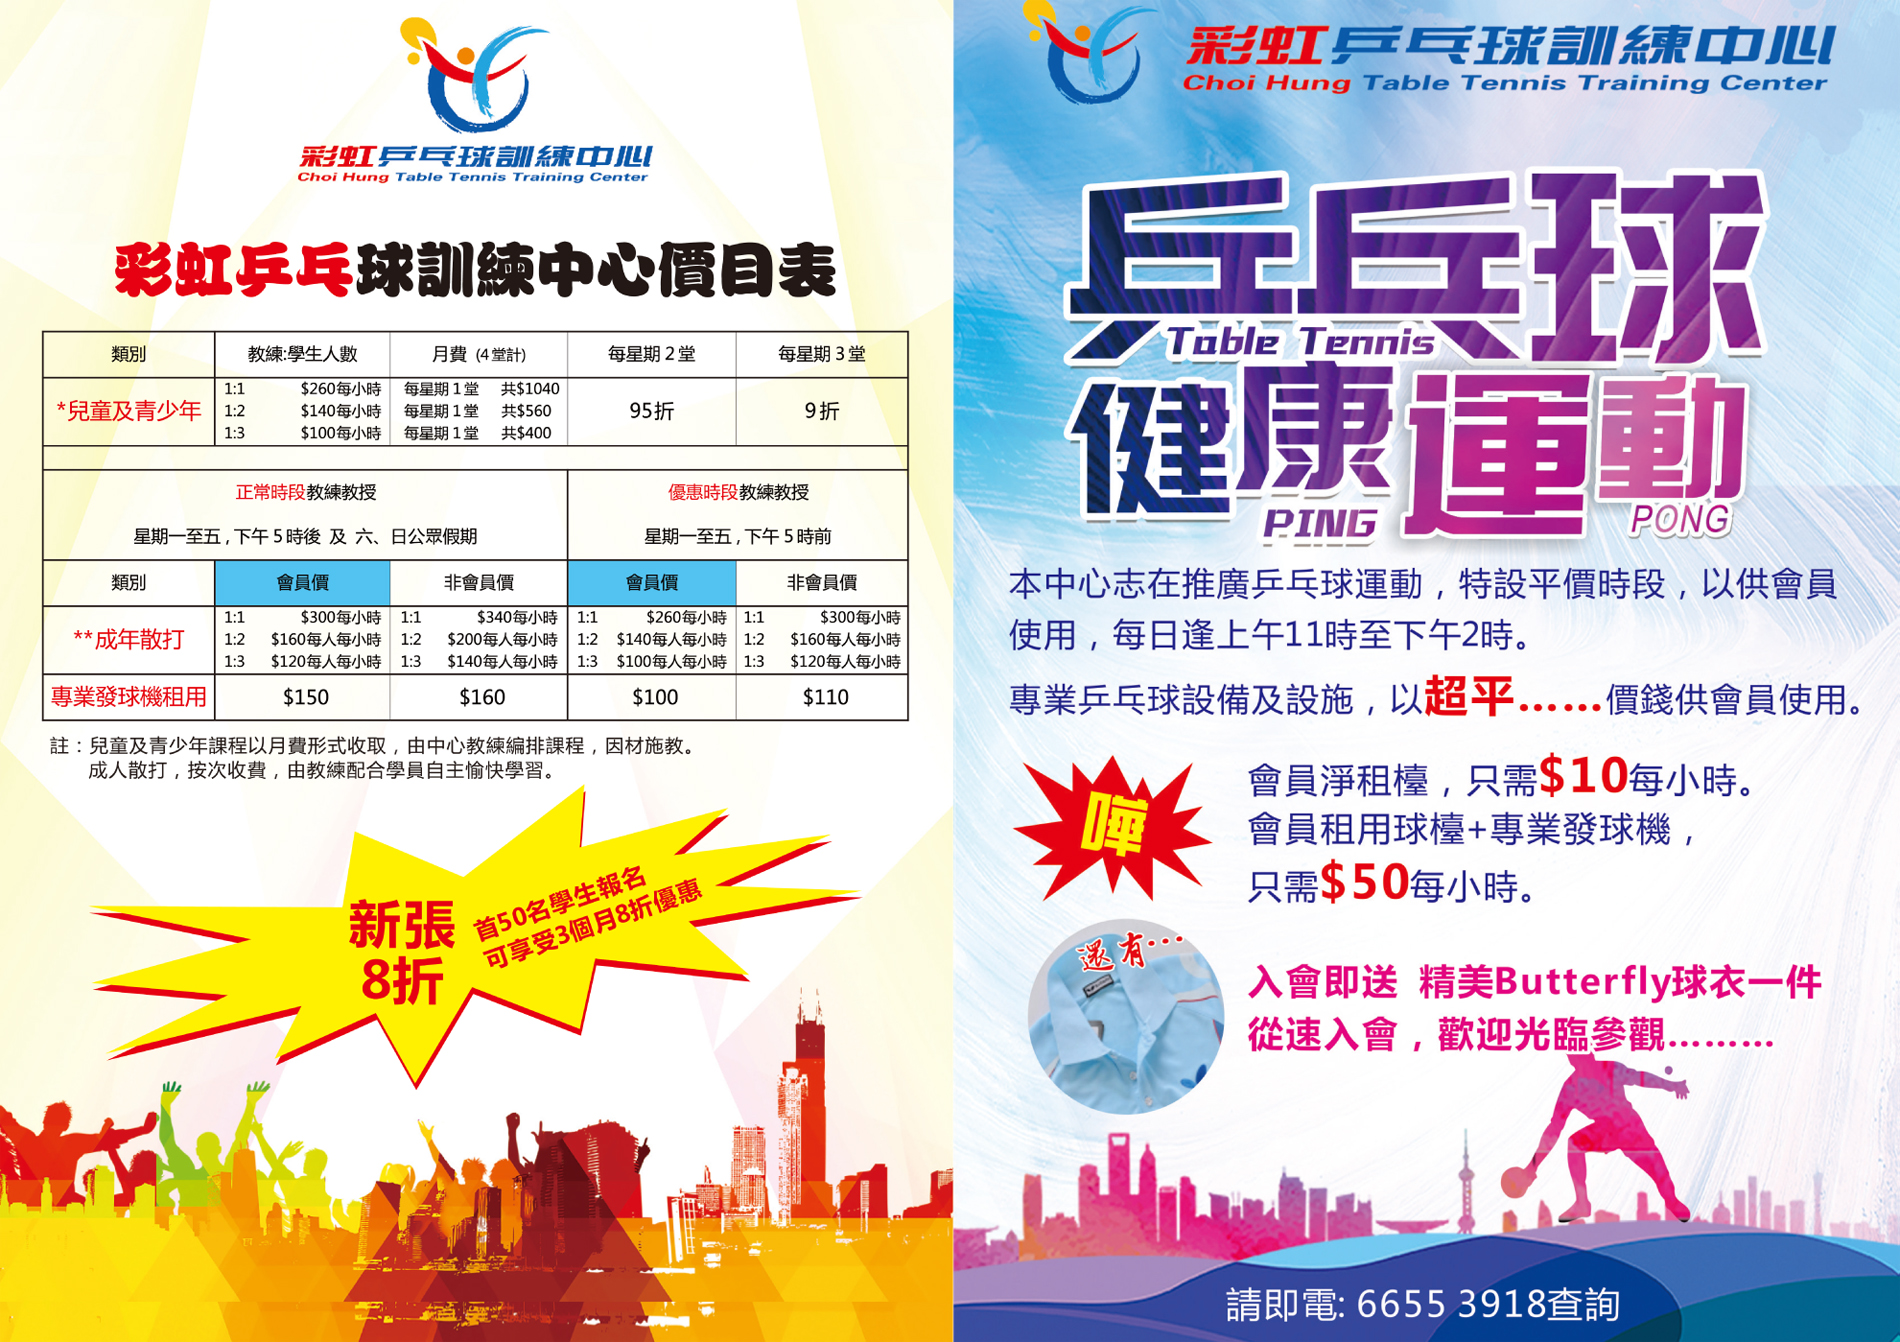 彩虹乒乓球訓練中心
Choi Hung Table Tennis Training Center
彩虹乒乓球訓練中心價目表
類別 教練:學生人數 月費 (4堂計) 每星期2堂 每星期3堂
*兒童及青少年 95折 9折
1:1 $260每小時 每星期1堂 共$1040
1:2 $140每小時 每星期1堂 共$560
1:3 $100每小時 每星期1堂 共$400
正常時段教練教授 優惠時段教練教授
星期一至五,下午5時後 及 六、日公眾假期 星期一至五,下午5時前
類別 會員價 非會員價 會員價 非會員價
**成年散打
1:1 $300每小時 1:1 $340每小時 1:1 $260每小時 1:1 $300每小時
1:2 $160每人每小時 1:2 $200每人每小時 1:2 $140每人每小時 1:2 $160每人每小時
1:3 $120每人每小時 1:3 $140每人每小時 1:3 $100每人每小時 1:3 $120每人每小時
專業發球機租用 $150 $160 $100 $110
註:兒童及青少年課程以月費形式收取,由中心教練編排課程,因材施教。
成人散打,按次收費,由教練配合學員自主愉快學習。
新張
8折
首50名學生報名
可享受3個月8折優惠
彩虹乒乓球訓練中心
Choi Hung Table Tennis Training Center
乒乓球
Table Tennis
健康運動
PING PONG
本中心志在推廣乒乓球運動,特設平價時段,以供會員
使用,每日逢上午11時至下午2時。
專業乒乓球設備及設施,以超平……價錢供會員使用。
嘩
會員淨租檯,只需$10每小時。
會員租用球檯+專業發球機,
只需$50每小時。
還有…
入會即送 精美Butterfly球衣一件
從速入會,歡迎光臨參觀………
請即電: 6655 3918查詢